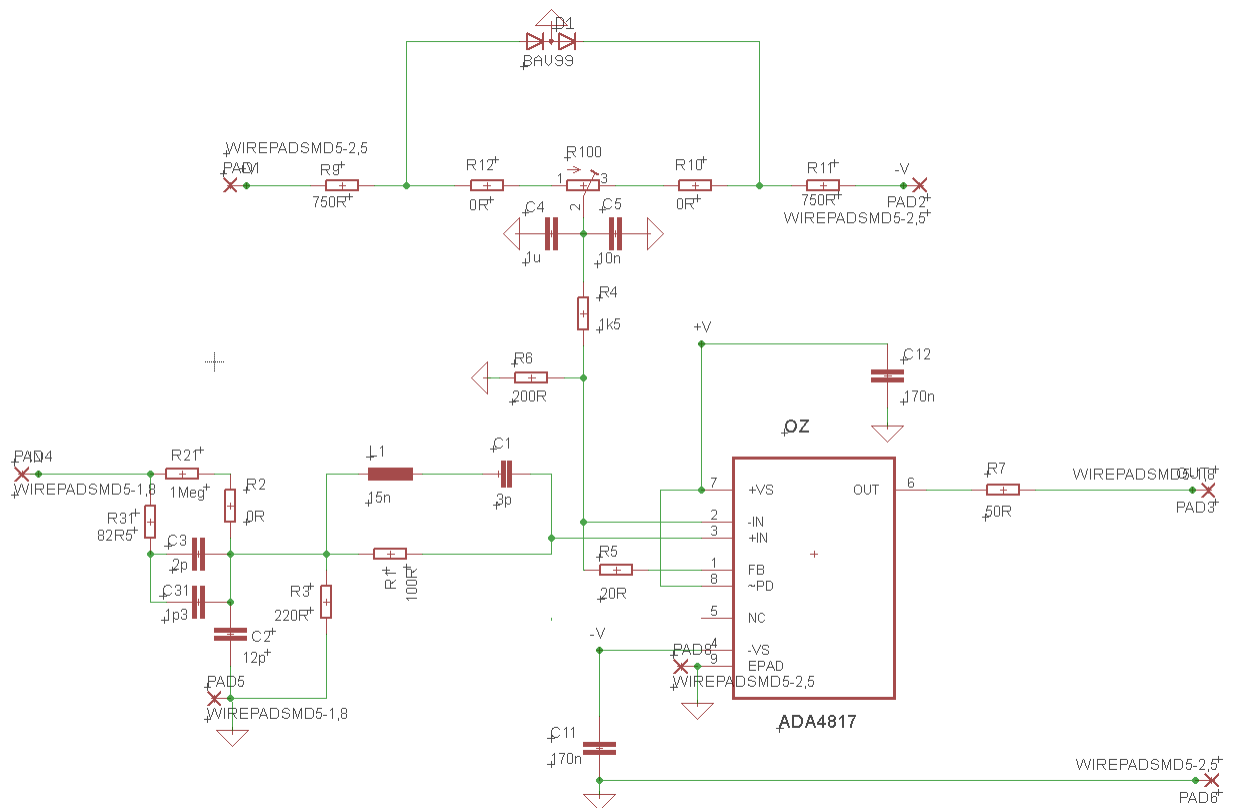 D1
BAV99
WIREPADSMD5-2,5
PAD1
+V
R9
750R
R12
0R
R100
1
3
2
R10
0R
R11
750R
-V
PAD2
WIREPADSMD5-2,5
C4
1u
C5
10n
R4
1k5
R6
200R
+V
C12
170n
OZ
PAD4
IN
WIREPADSMD5-1,8
R21
1Meg
R2
0R
R31
82R5
C3
2p
C31
1p3
C2
12p
R3
220R
PAD5
WIREPADSMD5-1,8
L1
15n
C1
3p
R1
100R
R5
20R
7
+VS
2
-IN
3
+IN
1
FB
8
~PD
5
NC
4
-VS
9
EPAD
OUT
6
ADA4817
R7
50R
WIREPADSMD5-1,8
OUT
PAD3
-V
PAD8
WIREPADSMD5-2,5
C11
170n
WIREPADSMD5-2,5
PAD6